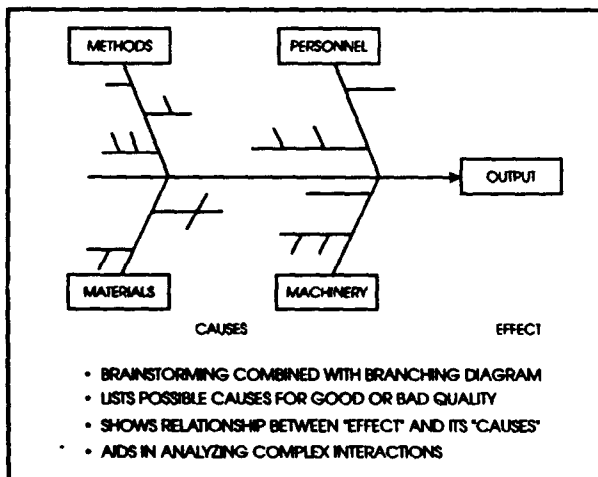 METHODS PERSONNEL
OUTPUT
MATERIALS MACHINERY
CAUSES EFFECT
• BRAINSTORMING COMBINED WITH BRANCHING DIAGRAM
• LISTS POSSIBLE CAUSES FOR GOOD OR BAD QUALITY
• SHOWS RELATIONSHIP BETWEEN "EFFECT" AND ITS "CAUSES"
• AIDS IN ANALYZING COMPLEX INTERACTIONS